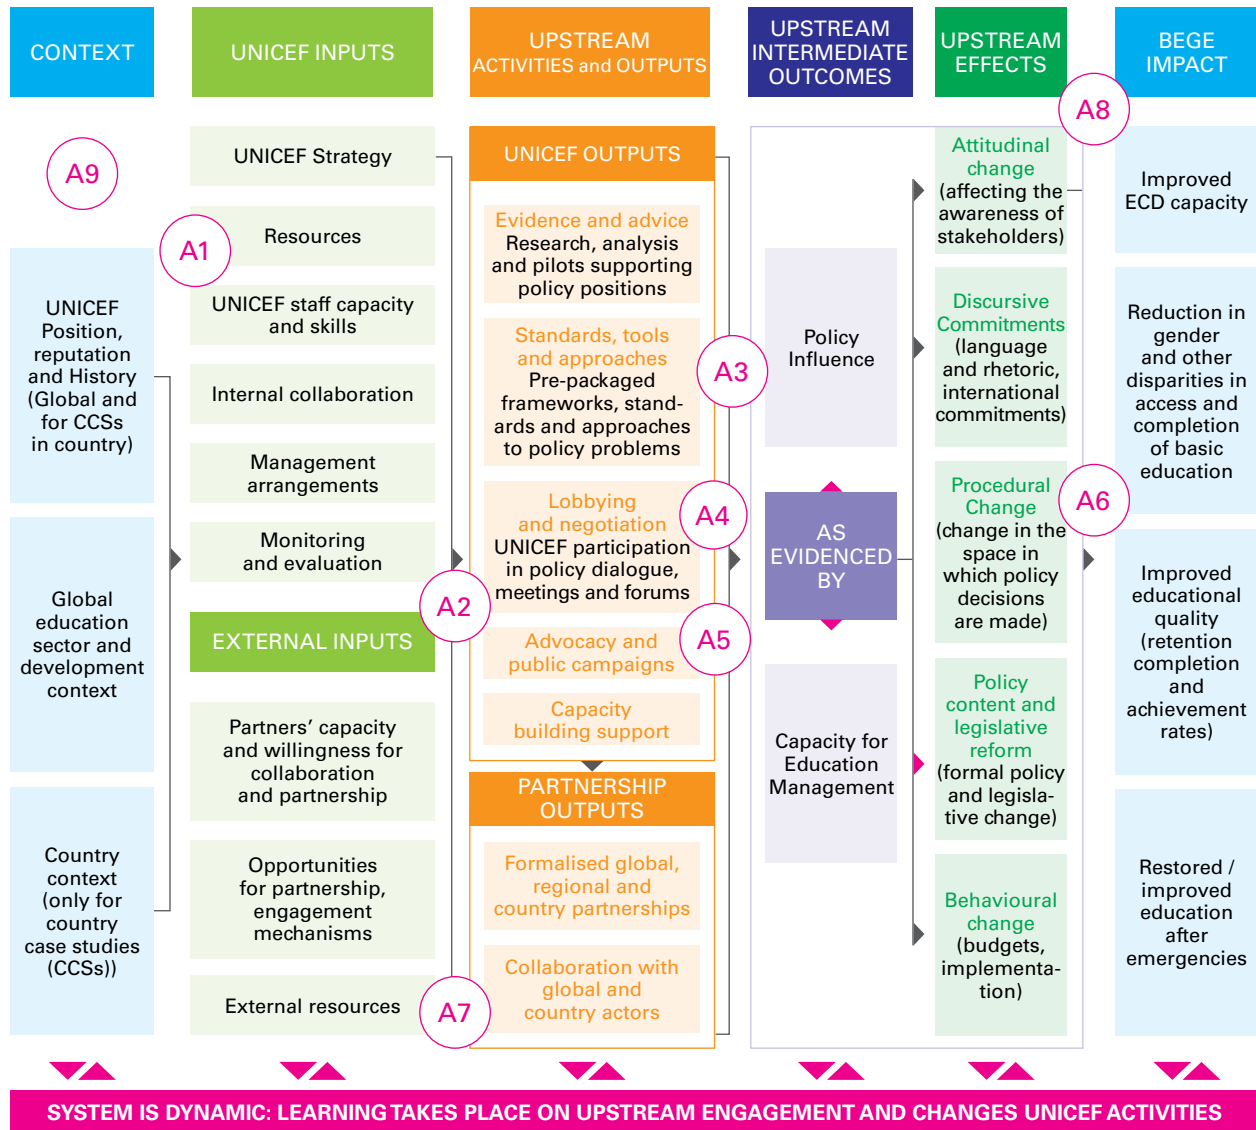 CONTEXT
UNICEF INPUTS
UPSTREAM
ACTIVITIES and OUTPUTS
UPSTREAM
INTERMEDIATE
OUTCOMES
UPSTREAM
EFFECTS
BEGE
IMPACT
A9
UNICEF
Position,
reputation
and History
(Global and
for CCSs
in country)
Global
education
sector and
development
context
Country
context
(only for
country
case studies
(CCSs))
A1
UNICEF Strategy
Resources
UNICEF staff capacity
and skills
Internal collaboration
Management
arrangements
Monitoring
and evaluation
EXTERNAL INPUTS
Partners’ capacity
and willingness for
collaboration
and partnership
Opportunities
for partnership,
engagement
mechanisms
External resources
A2
A7
UNICEF OUTPUTS
Evidence and advice
Research, analysis
and pilots supporting
policy positions
Standards, tools
and approaches
Pre-packaged
frameworks, stand-
ards and approaches
to policy problems
Lobbying
and negotiation
UNICEF participation
in policy dialogue,
meetings and forums
Advocacy and
public campaigns
Capacity
building support
PARTNERSHIP
OUTPUTS
Formalised global,
regional and
country partnerships
Collaboration with
global and
country actors
A3
A4
A5
Policy
Influence
AS
EVIDENCED
BY
Capacity for
Education
Management
Attitudinal
change
(affecting the
awareness of
stakeholders)
Discursive
Commitments
(language
and rhetoric,
international
commitments)
Procedural
Change
(change in the
space in
which policy
decisions
are made)
Policy
content and
legislative
reform
(formal policy
and legisla-
tive change)
Behavioural
change
(budgets,
implementa-
tion)
A8
A6
Improved
ECD capacity
Reduction in
gender
and other
disparities in
access and
completion
of basic
education
Improved
educational
quality
(retention
completion
and
achievement
rates)
Restored /
improved
education
after
emergencies
SYSTEM IS DYNAMIC: LEARNING TAKES PLACE ON UPSTREAM ENGAGEMENT AND CHANGES UNICEF ACTIVITIES